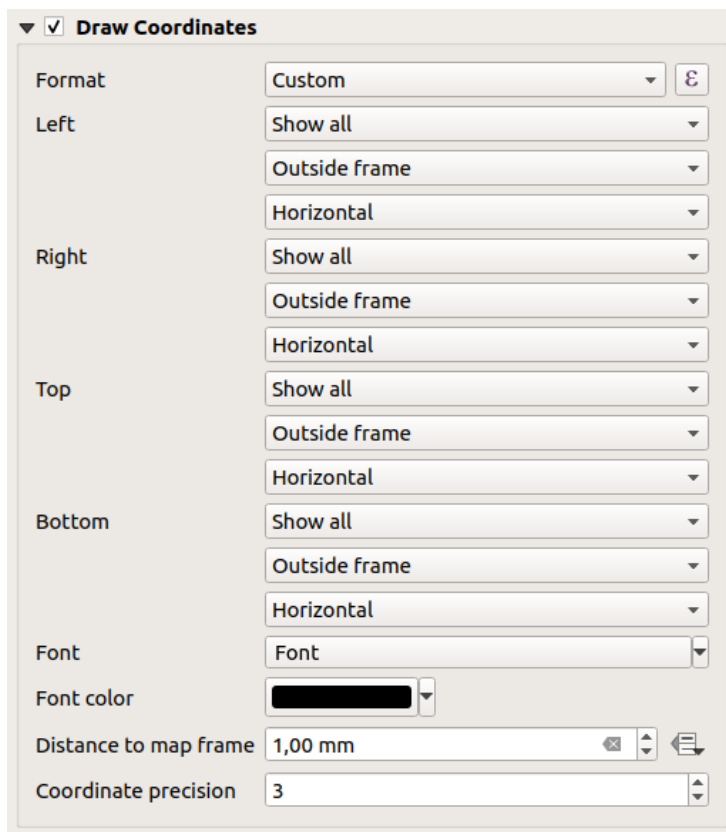 Draw Coordinates
Format Custom ε
Left Show all
Outside frame
Horizontal
Right Show all
Outside frame
Horizontal
Top Show all
Outside frame
Horizontal
Bottom Show all
Outside frame
Horizontal
Font Font
Font color
Distance to map frame 1,00 mm
Coordinate precision 3